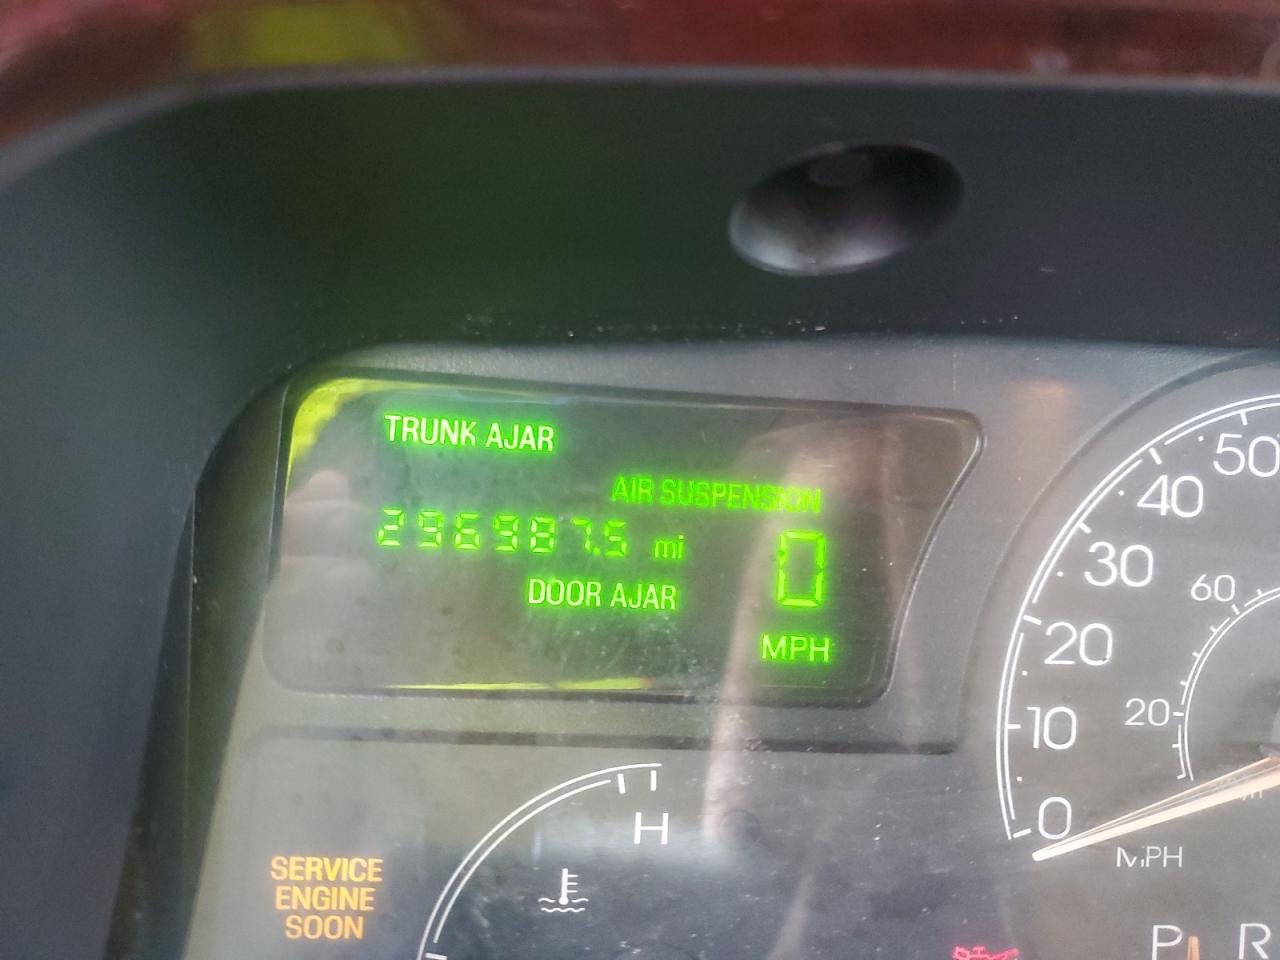 TRUNK AJAR
AIR SUSPENSION
296987.5 mi
0
DOOR AJAR
MPH
50
40
30
60
20
20
10
0
MPH
H
SERVICE
ENGINE
SOON
P R